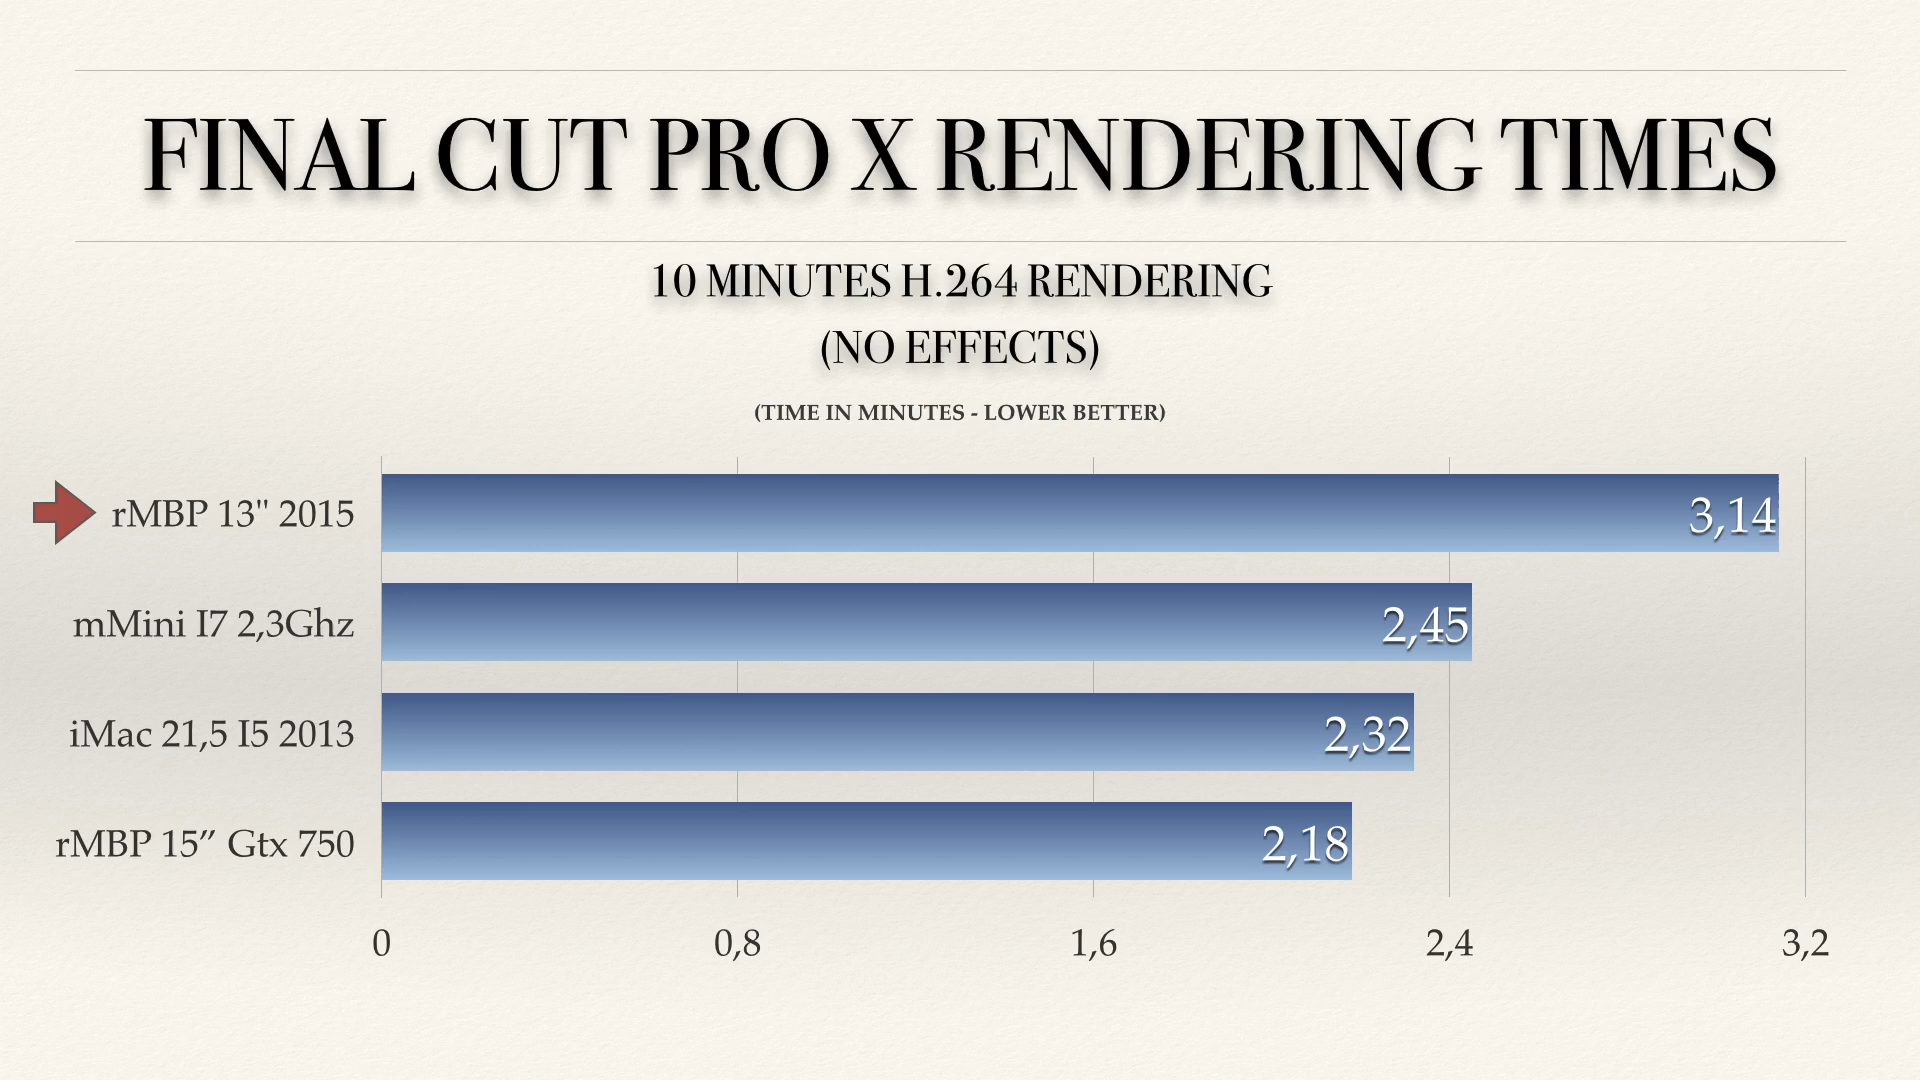 FINAL CUT PRO X RENDERING TIMES
10 MINUTES H.264 RENDERING
(NO EFFECTS)
(TIME IN MINUTES - LOWER BETTER)
rMBP 13" 2015
3,14
mMini I7 2,3Ghz
2,45
iMac 21,5 I5 2013
2,32
rMBP 15” Gtx 750
2,18
0 0,8 1,6 2,4 3,2